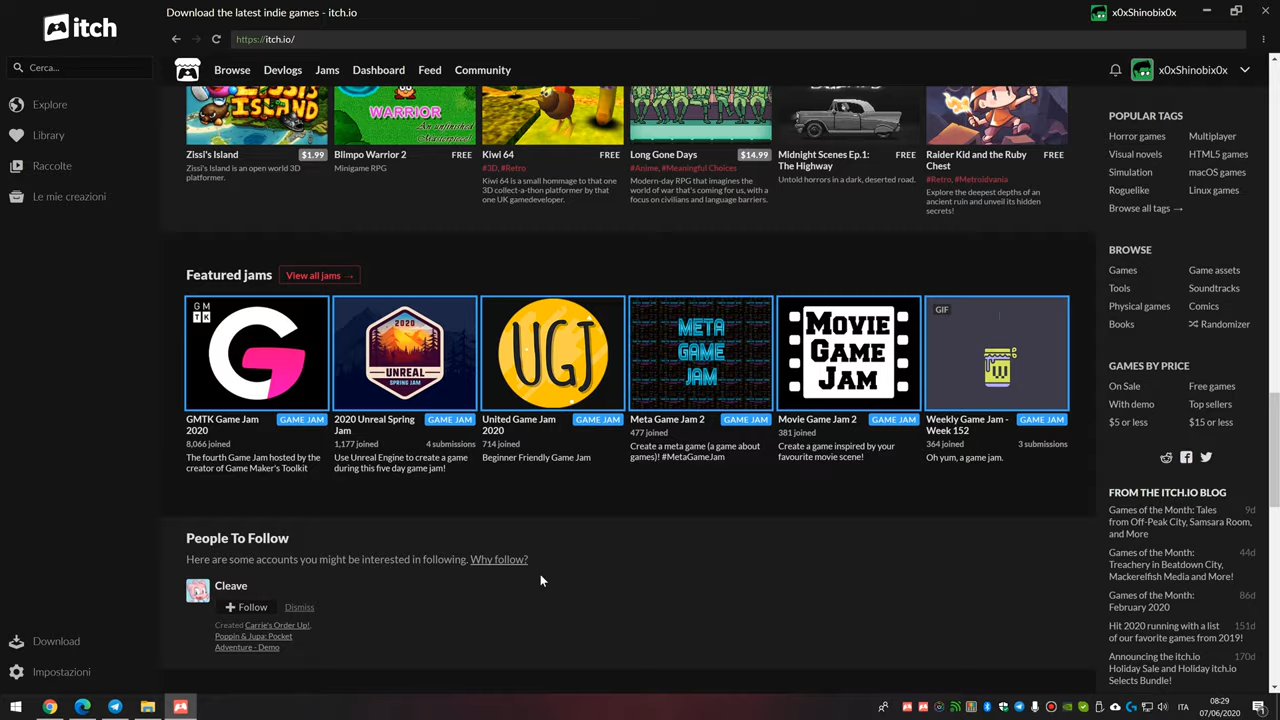 itch
Download the latest indie games - itch.io
x0xShinobix0x
https://itch.io/
Cerca...
Explore
Library
Raccolte
Le mie creazioni
Download
Impostazioni
Browse
Devlogs
Jams
Dashboard
Feed
Community
x0xShinobix0x
ISLAND
WARRIOR
Zissi's Island
$1.99
Zissi's Island is an open world 3D
platformer.
Blimpo Warrior 2
FREE
Minigame RPG
Kiwi 64
FREE
#3D, #Retro
Kiwi 64 is a small hommage to that one
3D collect-a-thon platformer by that
one UK gamedeveloper.
Long Gone Days
$14.99
#Anime, #Meaningful Choices
Modern-day RPG that imagines the
world of war that's coming for us, with a
focus on civilians and language barriers.
Midnight Scenes Ep.1:
The Highway
FREE
Untold horrors in a dark, deserted road.
Raider Kid and the Ruby
Chest
FREE
#Retro, #Metroidvania
Explore the deepest depths of an
ancient ruin and unveil its hidden
secrets!
Featured jams
View all jams →
GM
TK
G
2020
UNREAL
SPRING JAM
UGJ
META
GAME
JAM
MOVIE
GAME
JAM
GIF
GMTK Game Jam
2020
GAME JAM
8,066 joined
The fourth Game Jam hosted by the
creator of Game Maker's Toolkit
2020 Unreal Spring
Jam
GAME JAM
1,177 joined
4 submissions
Use Unreal Engine to create a game
during this five day game jam!
United Game Jam
2020
GAME JAM
714 joined
Beginner Friendly Game Jam
Meta Game Jam 2
GAME JAM
477 joined
Create a meta game (a game about
games)! #MetaGameJam
Movie Game Jam 2
GAME JAM
381 joined
Create a game inspired by your
favourite movie scene!
Weekly Game Jam -
Week 152
GAME JAM
364 joined
3 submissions
Oh yum, a game jam.
People To Follow
Here are some accounts you might be interested in following. Why follow?
Cleave
Follow
Dismiss
Created Carrie's Order Up!,
Poppin & Jupa: Pocket
Adventure - Demo
POPULAR TAGS
Horror games
Multiplayer
Visual novels
HTML5 games
Simulation
macOS games
Roguelike
Linux games
Browse all tags →
BROWSE
Games
Game assets
Tools
Soundtracks
Physical games
Comics
Books
Randomizer
GAMES BY PRICE
On Sale
Free games
With demo
Top sellers
$5 or less
$15 or less
FROM THE ITCH.IO BLOG
Games of the Month: Tales
from Off-Peak City, Samsara Room,
and More
9d
Games of the Month:
Treachery in Beatdown City,
Mackerelfish Media and More!
44d
Games of the Month:
February 2020
86d
Hit 2020 running with a list
of our favorite games from 2019!
151d
Announcing the itch.io
Holiday Sale and Holiday itch.io
Selects Bundle!
170d
ITA
08:29
07/06/2020